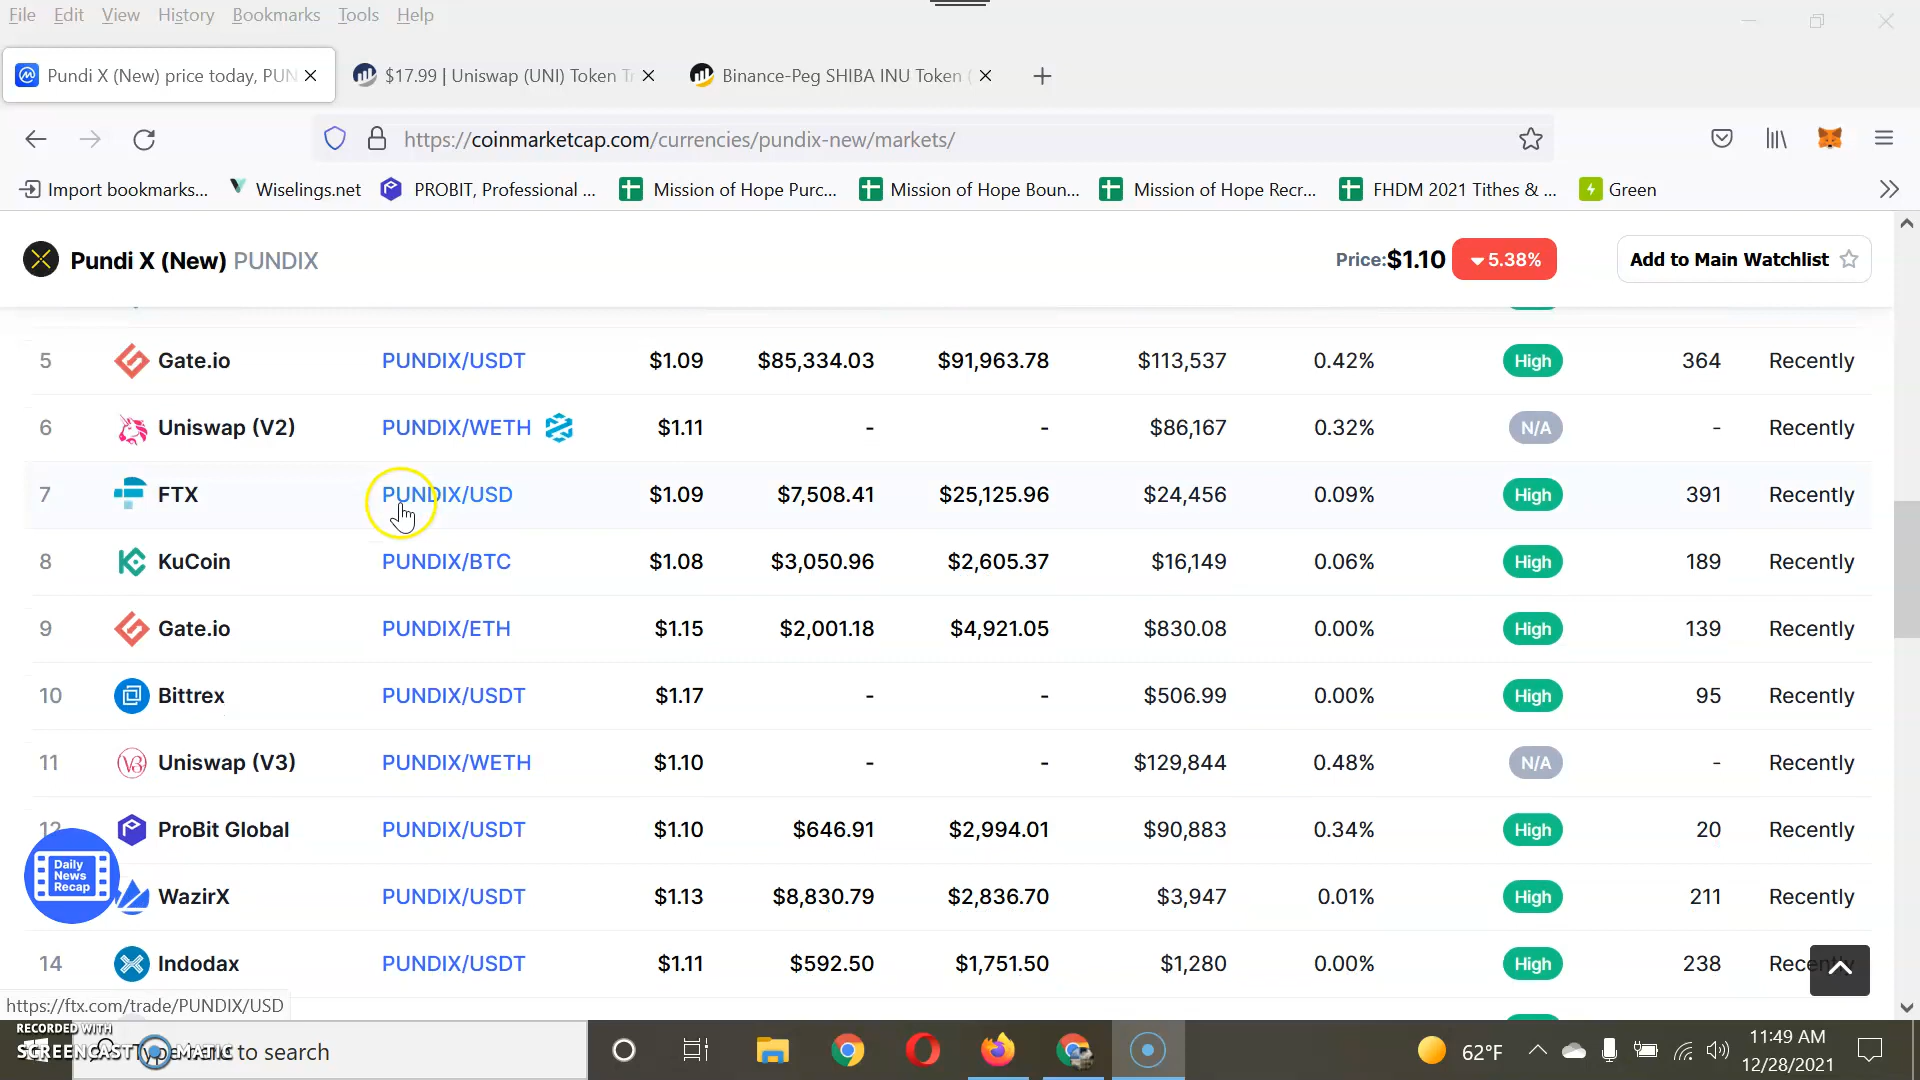 File Edit View History Bookmarks Tools Help
Pundi X (New) price today, PUN
$17.99 | Uniswap (UNI) Token Tr
Binance-Peg SHIBA INU Token (
https://coinmarketcap.com/currencies/pundix-new/markets/
Import bookmarks... Wiselings.net PROBIT, Professional ... Mission of Hope Purc... Mission of Hope Boun... Mission of Hope Recr... FHDM 2021 Tithes & ... Green
Pundi X (New) PUNDIX Price:$1.10 5.38% Add to Main Watchlist
5 Gate.io PUNDIX/USDT $1.09 $85,334.03 $91,963.78 $113,537 0.42% High 364 Recently
6 Uniswap (V2) PUNDIX/WETH $1.11 - - $86,167 0.32% N/A - Recently
7 FTX PUNDIX/USD $1.09 $7,508.41 $25,125.96 $24,456 0.09% High 391 Recently
8 KuCoin PUNDIX/BTC $1.08 $3,050.96 $2,605.37 $16,149 0.06% High 189 Recently
9 Gate.io PUNDIX/ETH $1.15 $2,001.18 $4,921.05 $830.08 0.00% High 139 Recently
10 Bittrex PUNDIX/USDT $1.17 - - $506.99 0.00% High 95 Recently
11 Uniswap (V3) PUNDIX/WETH $1.10 - - $129,844 0.48% N/A - Recently
12 ProBit Global PUNDIX/USDT $1.10 $646.91 $2,994.01 $90,883 0.34% High 20 Recently
Daily
News
Recap
WazirX PUNDIX/USDT $1.13 $8,830.79 $2,836.70 $3,947 0.01% High 211 Recently
14 Indodax PUNDIX/USDT $1.11 $592.50 $1,751.50 $1,280 0.00% High 238 Recently
https://ftx.com/trade/PUNDIX/USD
RECORDED WITH
SCREENCAST MATIC
Type here to search
62°F
11:49 AM
12/28/2021